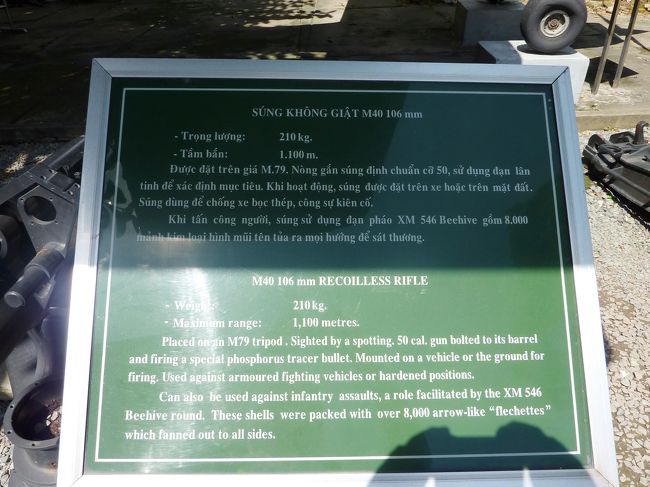 SÚNG KHÔNG GIẬT M40 106 mm
- Trọng lượng: 210 kg.
- Tầm bắn: 1.100 m.
Được đặt trên giá M.79. Nòng gắn súng định chuẩn cỡ 50, sử dụng đạn lân
tinh để xác định mục tiêu. Khi hoạt động, súng được đặt trên xe hoặc trên mặt đất.
Súng dùng để chống xe bọc thép, công sự kiên cố.
Khi tấn công người, súng sử dụng đạn pháo XM 546 Beehive gồm 8.000
mảnh kim loại hình mũi tên tủa ra mọi hướng để sát thương.
M40 106 mm RECOILLESS RIFLE
- Weight: 210 kg.
- Maximum range: 1,100 metres.
Placed on an M79 tripod . Sighted by a spotting. 50 cal. gun bolted to its barrel
and firing a special phosphorus tracer bullet. Mounted on a vehicle or the ground for
firing. Used against armoured fighting vehicles or hardened positions.
Can also be used against infantry assaults, a role facilitated by the XM 546
Beehive round. These shells were packed with over 8,000 arrow-like "flechettes"
which fanned out to all sides.